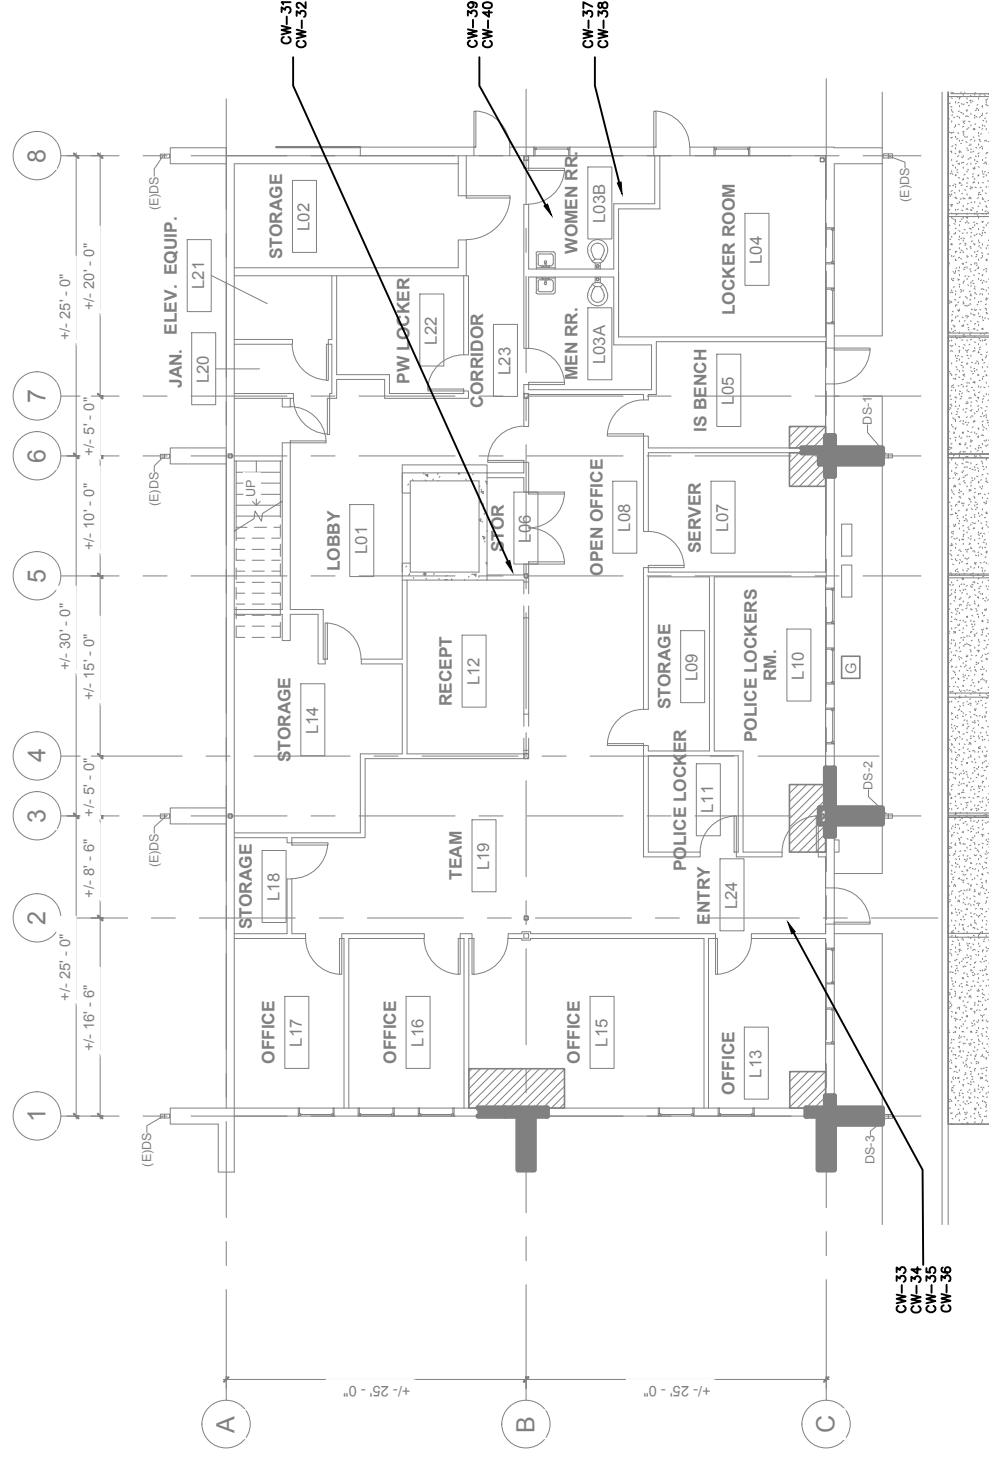 CW-31
CW-32
CW-39
CW-40
CW-37
CW-38
8
7
6
5
4
3
2
1
+/- 25' - 0"
+/- 20' - 0"
+/- 5' - 0"
+/- 10' - 0"
+/- 30' - 0"
+/- 15' - 0"
+/- 5' - 0"
+/- 8' - 6"
+/- 25' - 0"
+/- 16' - 6"
(E)DS
(E)DS
(E)DS
(E)DS
(E)DS
ELEV. EQUIP.
L21
JAN.
L20
STORAGE
L02
PW LOCKER
L22
CORRIDOR
L23
WOMEN RR.
L03B
MEN RR.
L03A
LOCKER ROOM
L04
IS BENCH
L05
UP
LOBBY
L01
STOR
L06
OPEN OFFICE
L08
SERVER
L07
DS-1
STORAGE
L14
RECEPT
L12
STORAGE
L09
POLICE LOCKERS
RM.
L10
G
POLICE LOCKER
L11
DS-2
STORAGE
L18
TEAM
L19
ENTRY
L24
OFFICE
L17
OFFICE
L16
OFFICE
L15
OFFICE
L13
DS-3
CW-33
CW-34
CW-35
CW-36
+/- 25' - 0"
+/- 25' - 0"
A
B
C